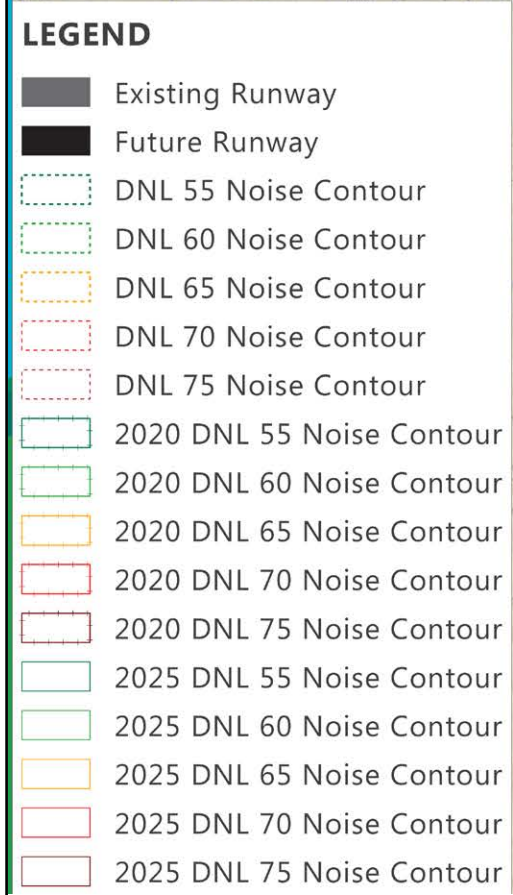 LEGEND
Existing Runway
Future Runway
DNL 55 Noise Contour
DNL 60 Noise Contour
DNL 65 Noise Contour
DNL 70 Noise Contour
DNL 75 Noise Contour
2020 DNL 55 Noise Contour
2020 DNL 60 Noise Contour
2020 DNL 65 Noise Contour
2020 DNL 70 Noise Contour
2020 DNL 75 Noise Contour
2025 DNL 55 Noise Contour
2025 DNL 60 Noise Contour
2025 DNL 65 Noise Contour
2025 DNL 70 Noise Contour
2025 DNL 75 Noise Contour